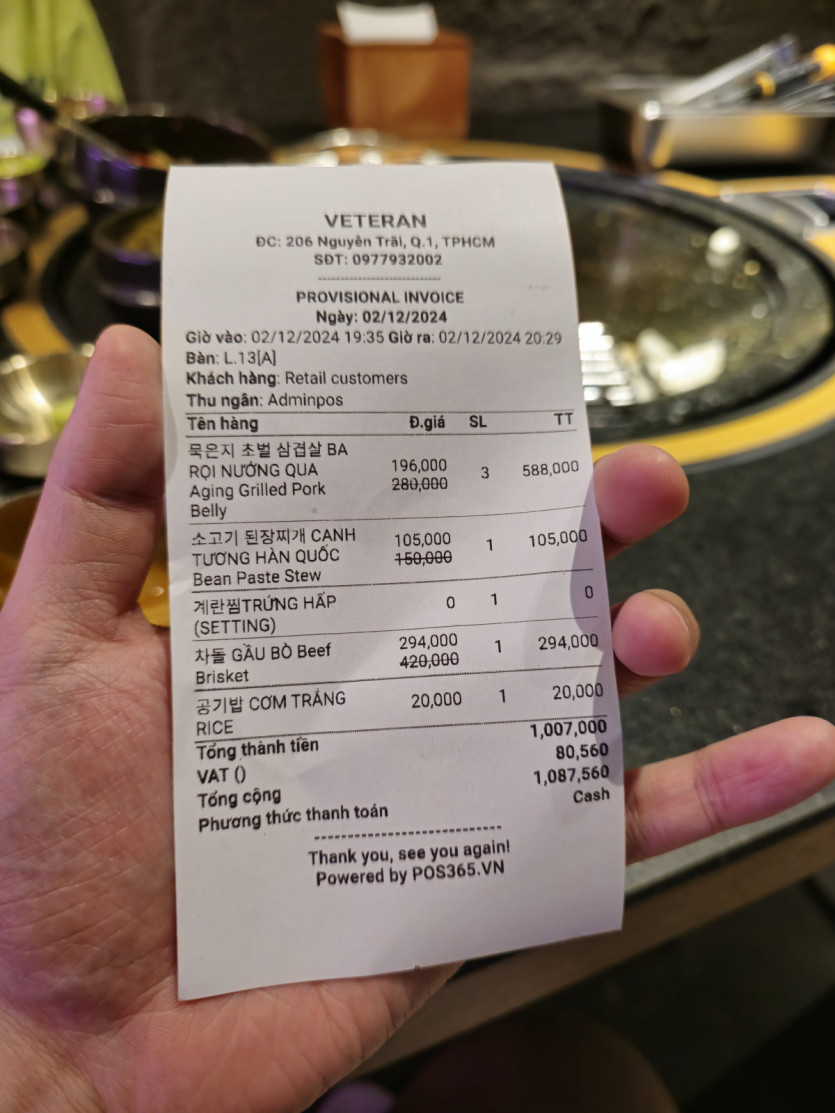 VETERAN
ĐC: 206 Nguyễn Trãi, Q.1, TPHCM
SĐT: 0977932002
PROVISIONAL INVOICE
Ngày: 02/12/2024
Giờ vào: 02/12/2024 19:35 Giờ ra: 02/12/2024 20:29
Bàn: L.13[A]
Khách hàng: Retail customers
Thu ngân: Adminpos
Tên hàng Đ.giá SL TT
묵은지 초벌 삼겹살 BA
RỌI NƯỚNG QUA 196,000 3 588,000
Aging Grilled Pork 280,000
Belly
소고기 된장찌개 CANH 105,000 1 105,000
TƯƠNG HÀN QUỐC 150,000
Bean Paste Stew
계란찜TRỨNG HẤP 0 1 0
(SETTING)
차돌 GẦU BÒ Beef 294,000 1 294,000
Brisket 420,000
공기밥 CƠM TRẮNG 20,000 1 20,000
RICE
Tổng thành tiền 1,007,000
VAT () 80,560
Tổng cộng 1,087,560
Phương thức thanh toán Cash
Thank you, see you again!
Powered by POS365.VN